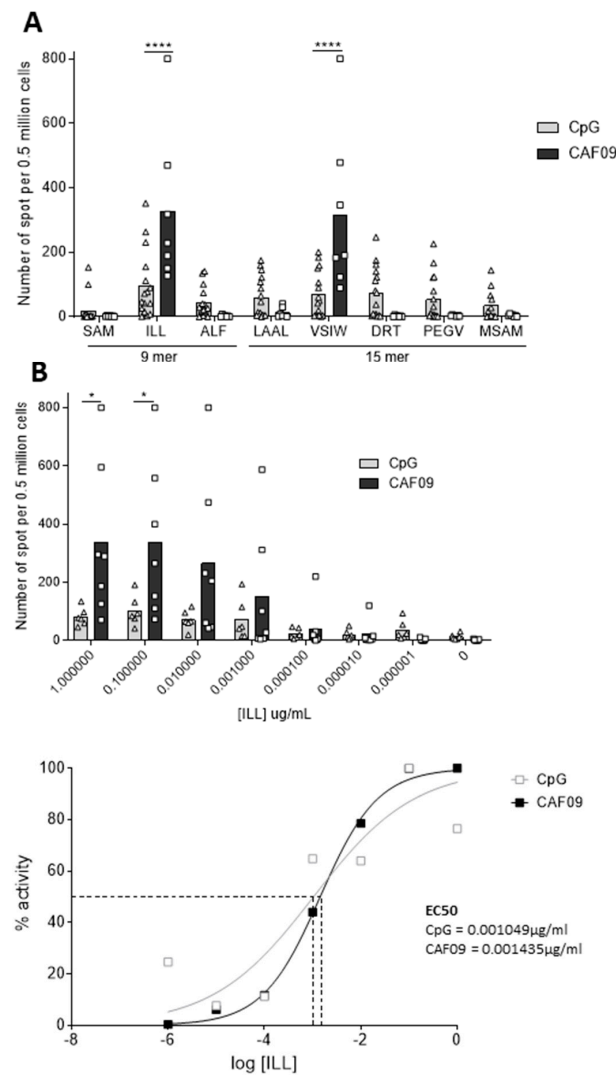 A
****
****
800
600
400
200
0
Number of spot per 0.5 million cells
CpG
CAF09
SAM ILL ALF LAAL VSIW DRT PEGV MSAM
9 mer 15 mer
B
*
*
800
600
400
200
0
Number of spot per 0.5 million cells
CpG
CAF09
1.000000 0.100000 0.010000 0.001000 0.000100 0.000010 0.000001 0
[ILL] ug/mL
100
80
60
40
20
0
% activity
CpG
CAF09
EC50
CpG = 0.001049µg/ml
CAF09 = 0.001435µg/ml
-8 -6 -4 -2 0
log [ILL]